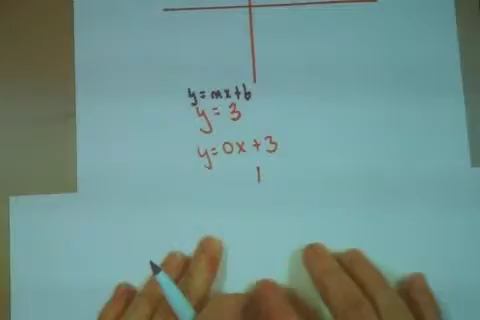 y = mx + b
y = 3
y = 0x + 3